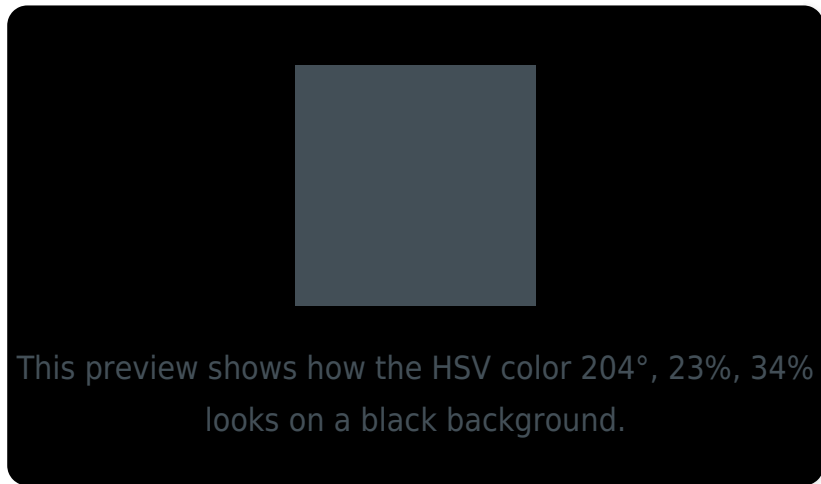 This preview shows how the HSV color 204°, 23%, 34%
looks on a black background.